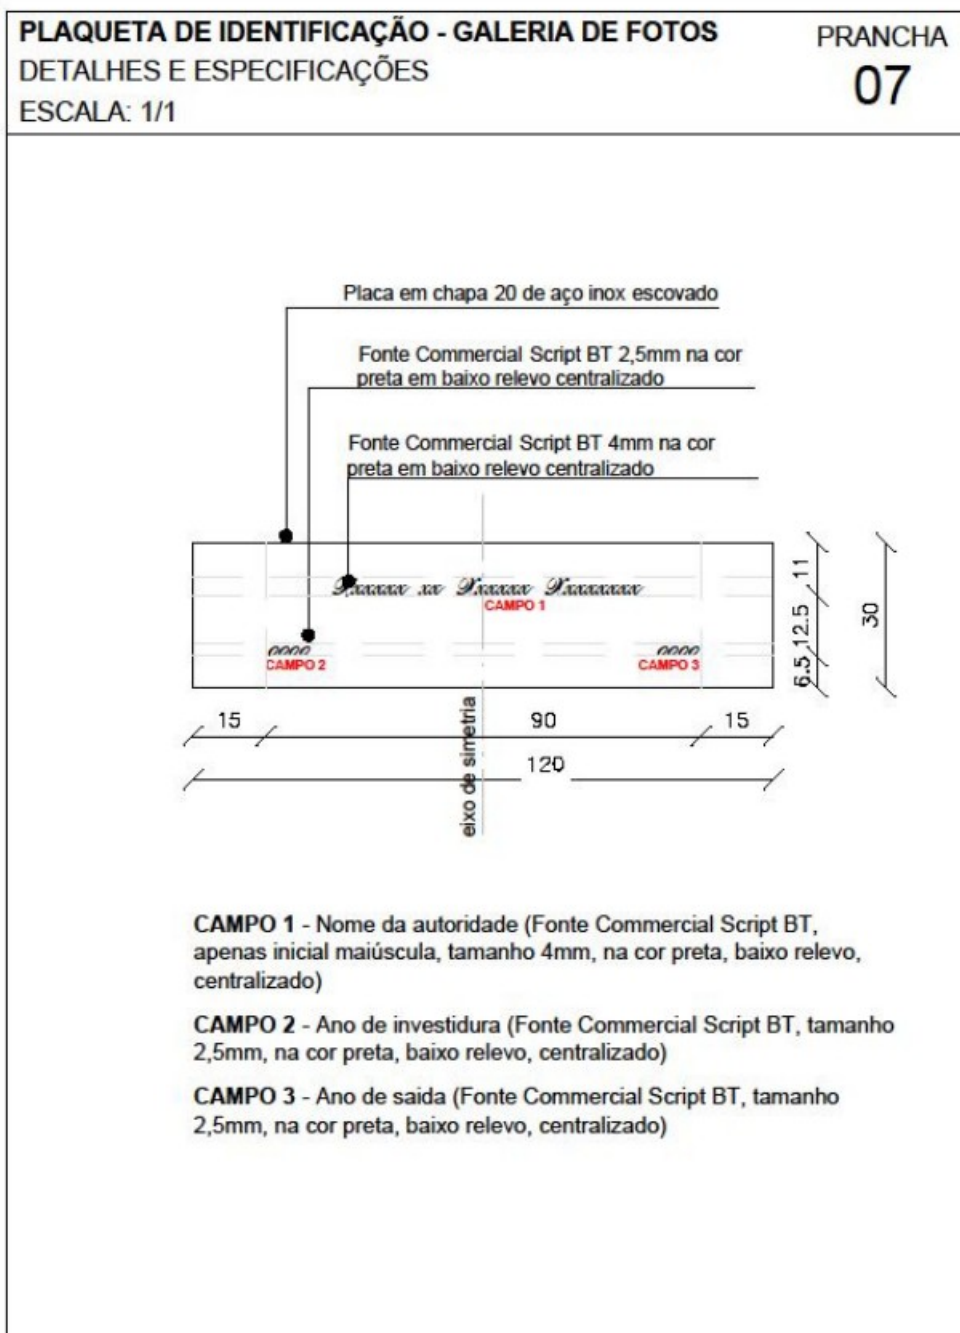 PLAQUETA DE IDENTIFICAÇÃO - GALERIA DE FOTOS
DETALHES E ESPECIFICAÇÕES
ESCALA: 1/1
PRANCHA
07
Placa em chapa 20 de aço inox escovado
Fonte Commercial Script BT 2,5mm na cor
preta em baixo relevo centralizado
Fonte Commercial Script BT 4mm na cor
preta em baixo relevo centralizado
Xxxxxx xx Xxxxxx Xxxxxxxxx
CAMPO 1
0000
CAMPO 2
0000
CAMPO 3
11
12.5
6.5
30
15
90
15
120
eixo de simetria
CAMPO 1 - Nome da autoridade (Fonte Commercial Script BT,
apenas inicial maiúscula, tamanho 4mm, na cor preta, baixo relevo,
centralizado)
CAMPO 2 - Ano de investidura (Fonte Commercial Script BT, tamanho
2,5mm, na cor preta, baixo relevo, centralizado)
CAMPO 3 - Ano de saida (Fonte Commercial Script BT, tamanho
2,5mm, na cor preta, baixo relevo, centralizado)